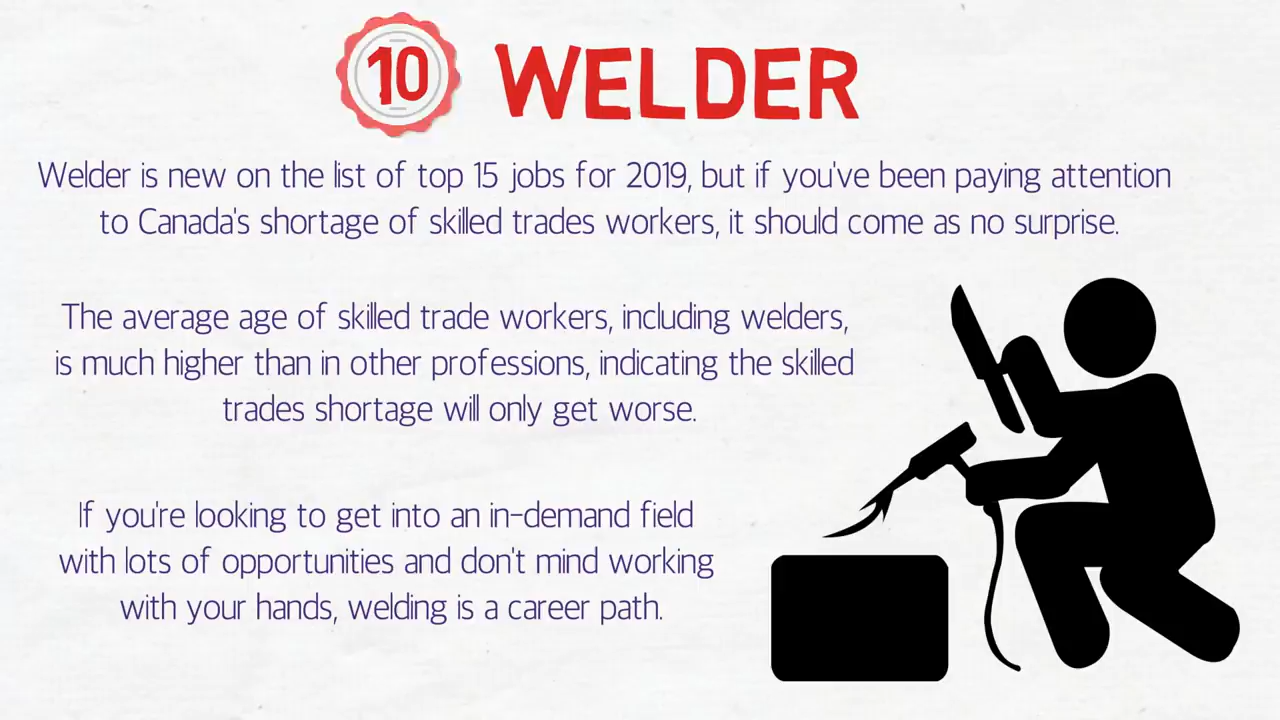 10 WELDER
Welder is new on the list of top 15 jobs for 2019, but if you've been paying attention
to Canada's shortage of skilled trades workers, it should come as no surprise.
The average age of skilled trade workers, including welders,
is much higher than in other professions, indicating the skilled
trades shortage will only get worse.
If you're looking to get into an in-demand field
with lots of opportunities and don't mind working
with your hands, welding is a career path.